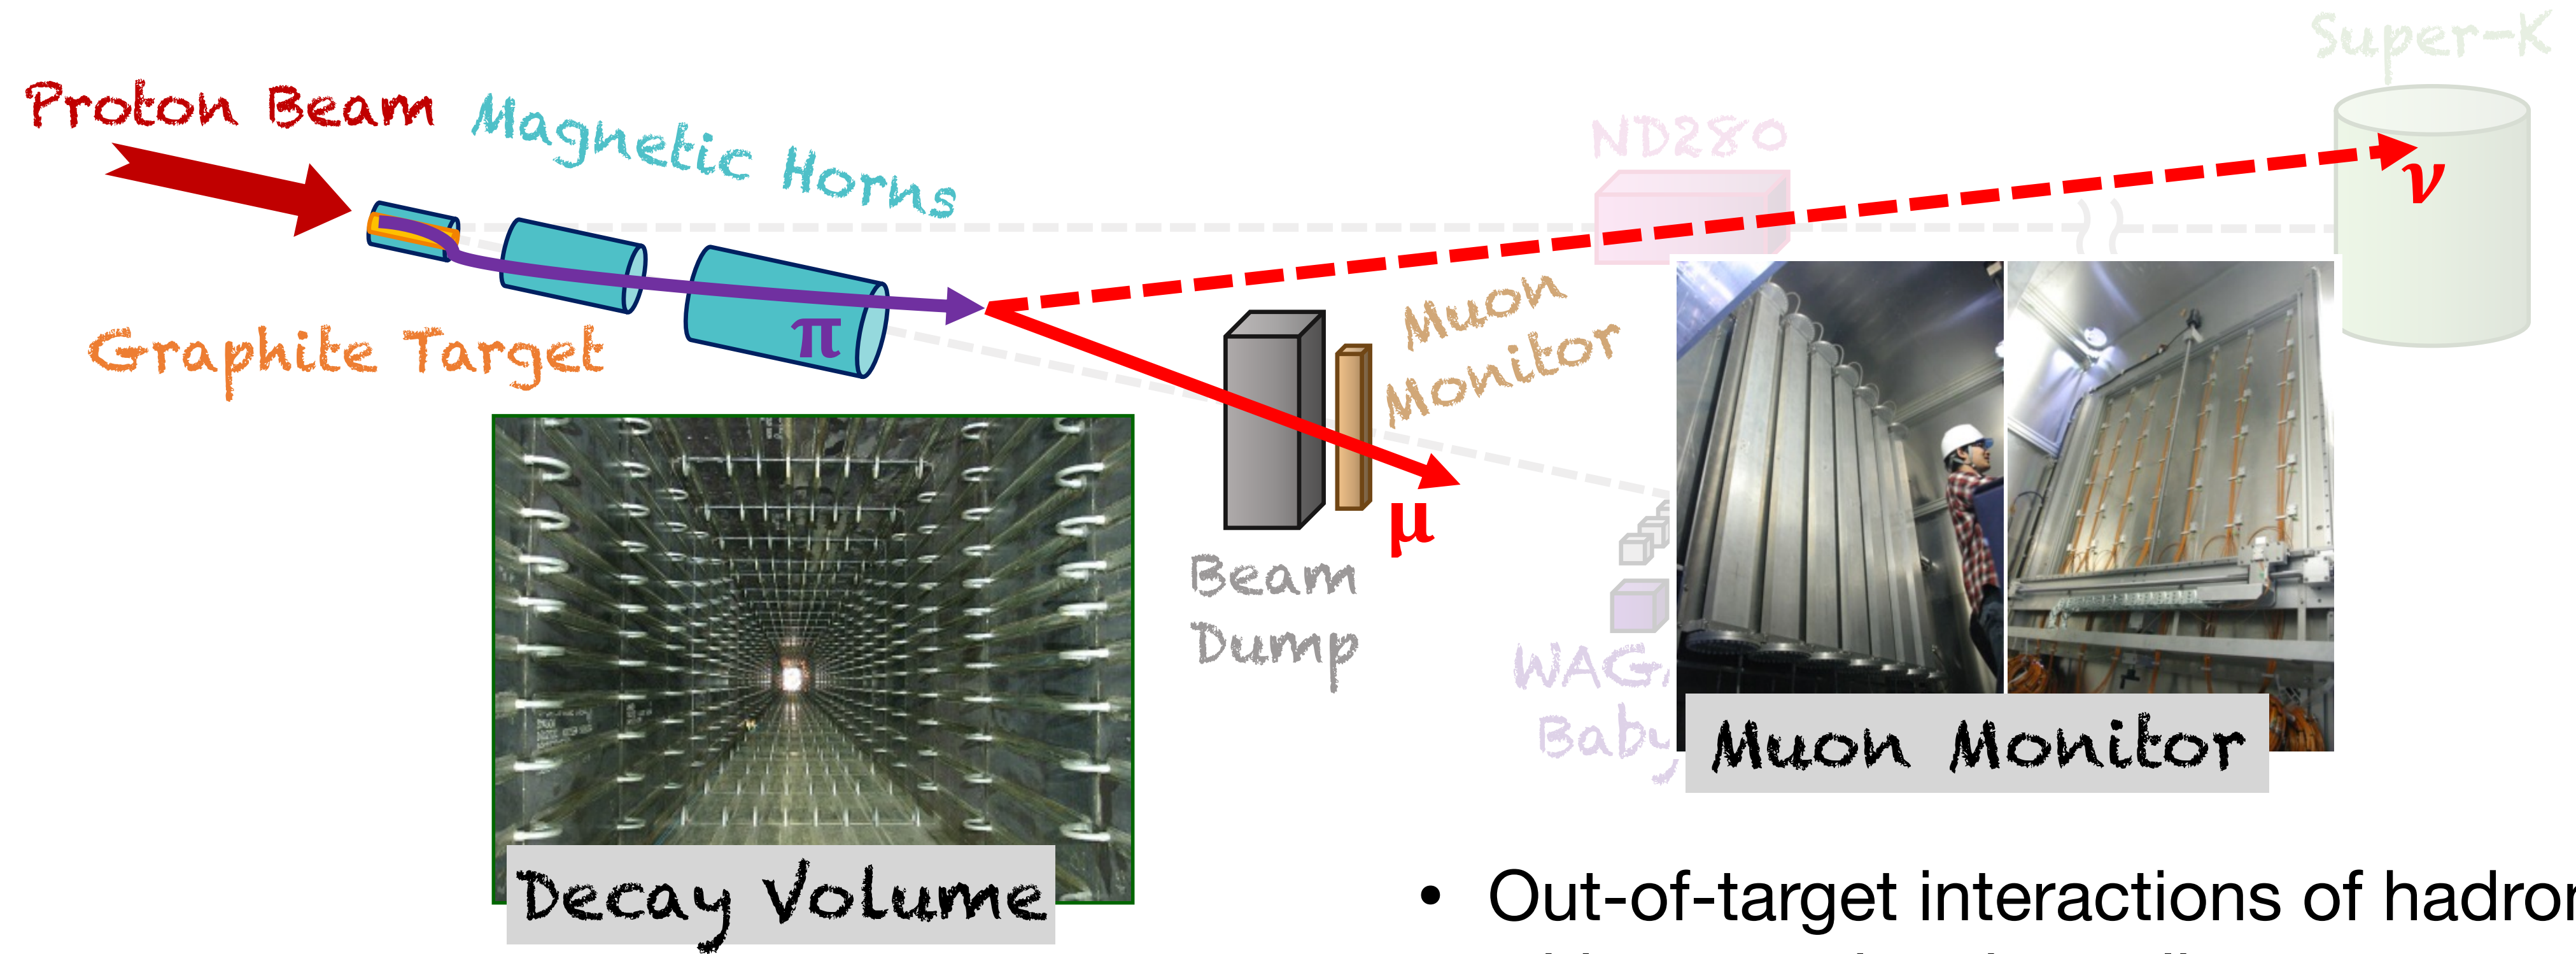 Super-K
Proton Beam
Magnetic Horns
ND280
ν
Graphite Target
π
Muon
Monitor
μ
Beam
Dump
Muon Monitor
Decay Volume
• Out-of-target interactions of